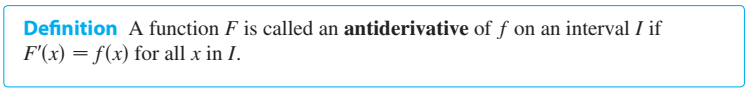 Definition A function F is called an antiderivative of f on an interval I if
F′(x) = f(x) for all x in I.